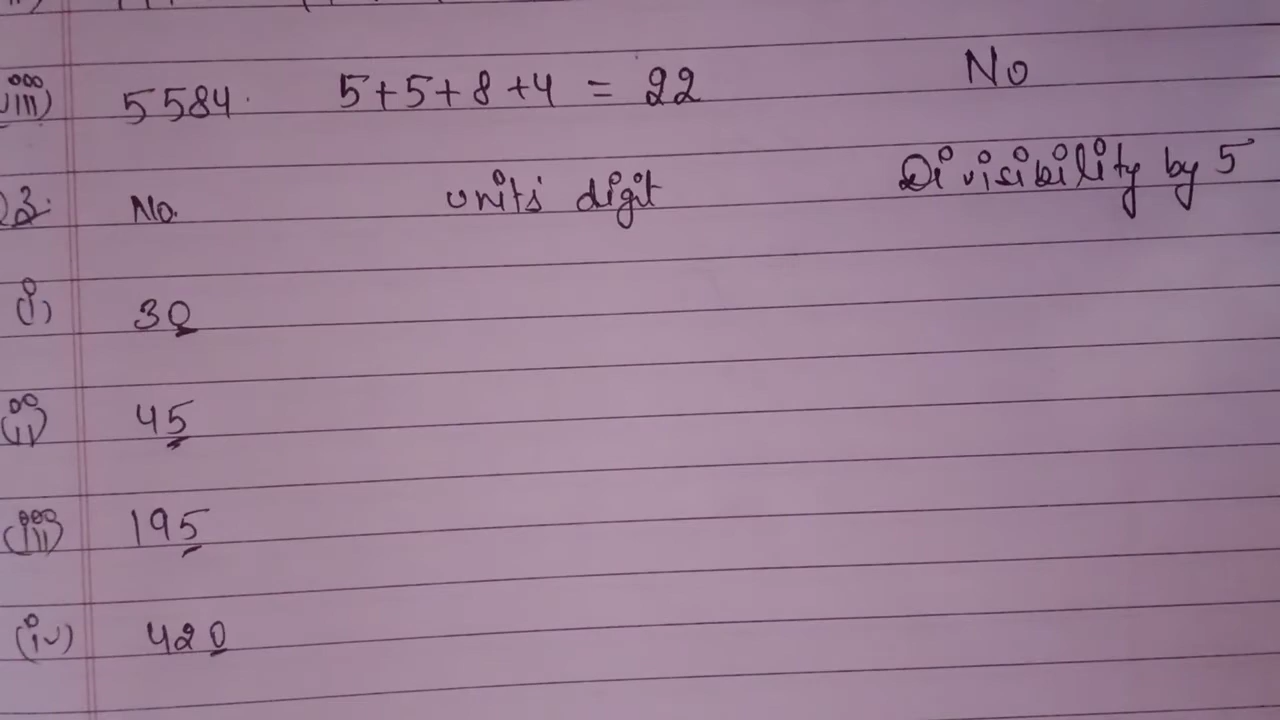 (iii) 5584. 5+5+8+4 = 22 No
Q3. No. units' digit Divisibility by 5
(i) 30
(ii) 45
(iii) 195
(iv) 420